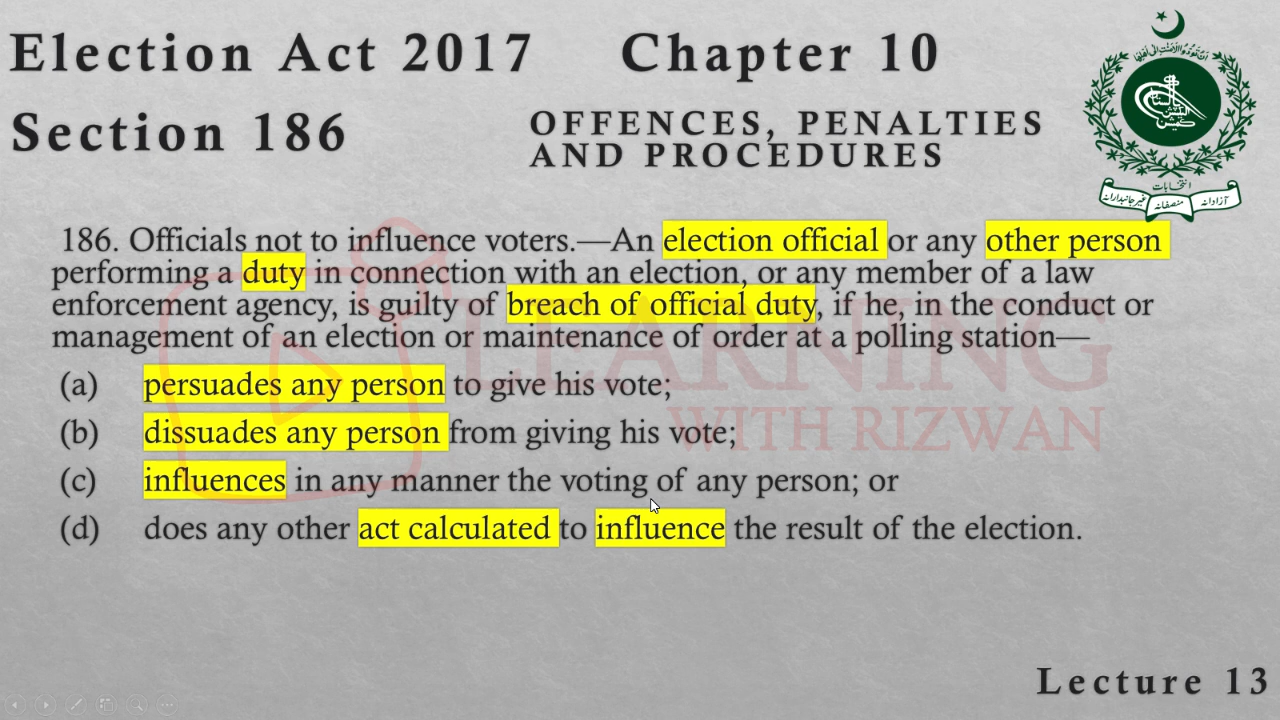 Election Act 2017 Chapter 10
Section 186
OFFENCES, PENALTIES
AND PROCEDURES
انتخابات
آزادانہ منصفانہ غیرجانبدارانہ
186. Officials not to influence voters.—An election official or any other person
performing a duty in connection with an election, or any member of a law
enforcement agency, is guilty of breach of official duty, if he, in the conduct or
management of an election or maintenance of order at a polling station—
(a) persuades any person to give his vote;
(b) dissuades any person from giving his vote;
(c) influences in any manner the voting of any person; or
(d) does any other act calculated to influence the result of the election.
LEARNING
WITH RIZWAN
Lecture 13